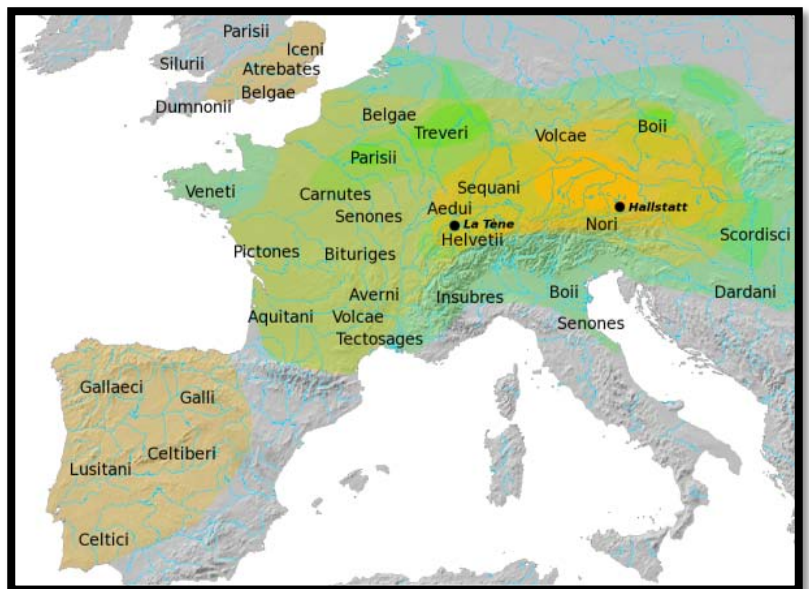 Parisii
Iceni
Silurii
Atrebates
Belgae
Dumnonii
Belgae
Treveri
Volcae
Boii
Parisii
Veneti
Carnutes
Sequani
Senones
Aedui
La Tène
Hallstatt
Helvetii
Nori
Scordisci
Pictones
Bituriges
Averni
Insubres
Boii
Dardani
Aquitani
Volcae
Tectosages
Senones
Gallaeci
Galli
Celtiberi
Lusitani
Celtici